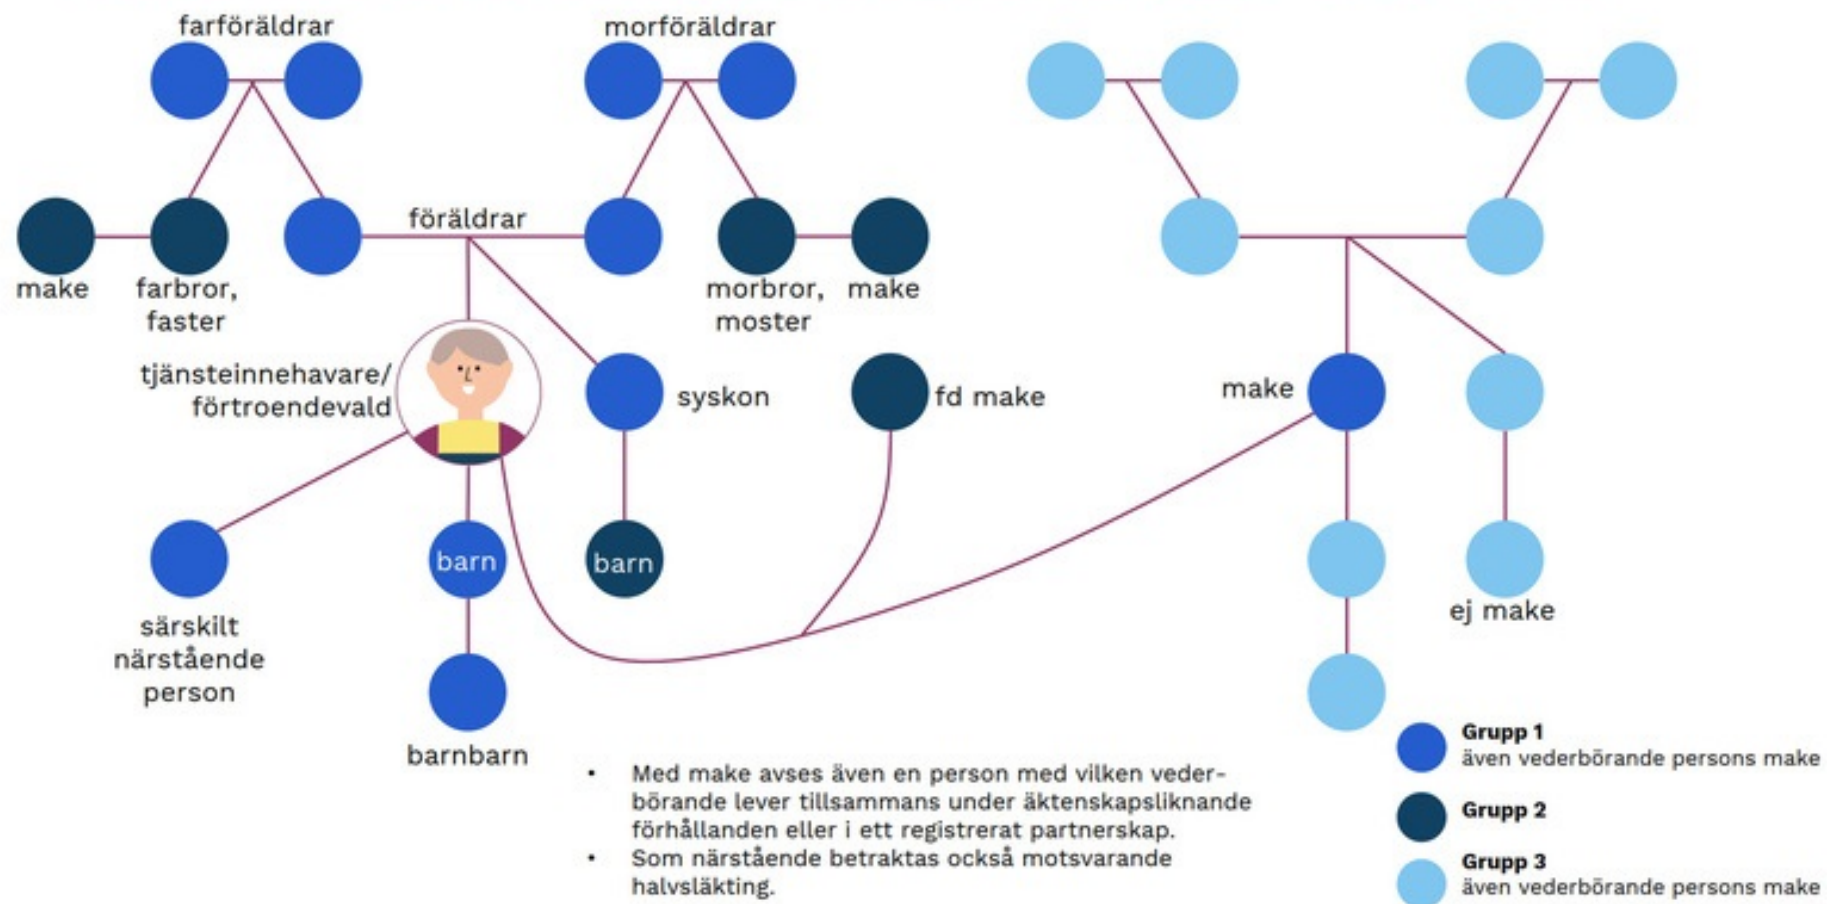 farföräldrar
morföräldrar
föräldrar
make
farbror,
faster
morbror,
moster
make
tjänsteinnehavare/
förtroendevald
syskon
fd make
make
barn
barn
ej make
särskilt
närstående
person
barnbarn
• Med make avses även en person med vilken veder-
börande lever tillsammans under äktenskapsliknande
förhållanden eller i ett registrerat partnerskap.
• Som närstående betraktas också motsvarande
halvsläkting.
Grupp 1
även vederbörande persons make
Grupp 2
Grupp 3
även vederbörande persons make